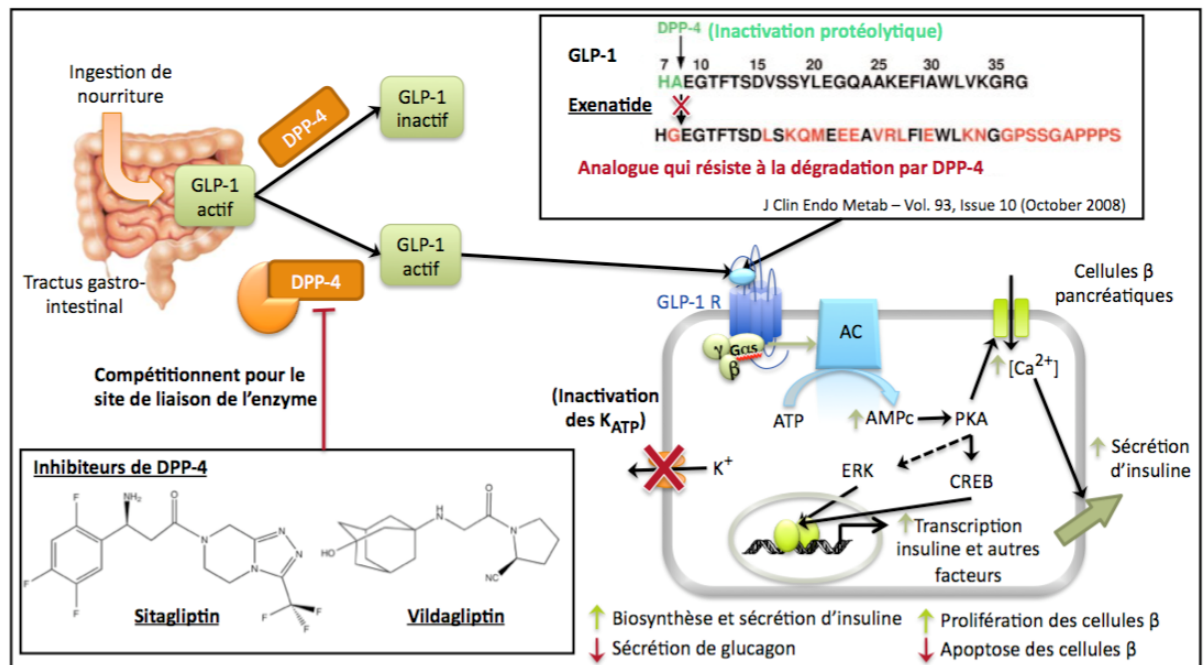 Ingestion de
nourriture
GLP-1
actif
Tractus gastro-
intestinal
DPP-4
GLP-1
inactif
GLP-1
actif
DPP-4
Compétitionnent pour le
site de liaison de l'enzyme
Inhibiteurs de DPP-4
F
NH₂
O
F
F
N
N
N
N
F
F
F
Sitagliptin
HO
H
N
O
N
NC
Vildagliptin
DPP-4 (Inactivation protéolytique)
GLP-1
7 10 15 20 25 30 35
HAEGTFTSDVSSYLEGQAAKEFIAWLVKGRG
Exenatide
HGEGTFTSDLSKQMEEEAVRLFIEWLKNGGPSSGAPPPS
Analogue qui résiste à la dégradation par DPP-4
J Clin Endo Metab – Vol. 93, Issue 10 (October 2008)
GLP-1 R
γ Gαs
β
AC
Cellules β
pancréatiques
[Ca²⁺]
(Inactivation
des K_ATP)
ATP
AMPc
PKA
K⁺
ERK
CREB
Sécrétion
d'insuline
Transcription
insuline et autres
facteurs
Biosynthèse et sécrétion d'insuline
Sécrétion de glucagon
Prolifération des cellules β
Apoptose des cellules β